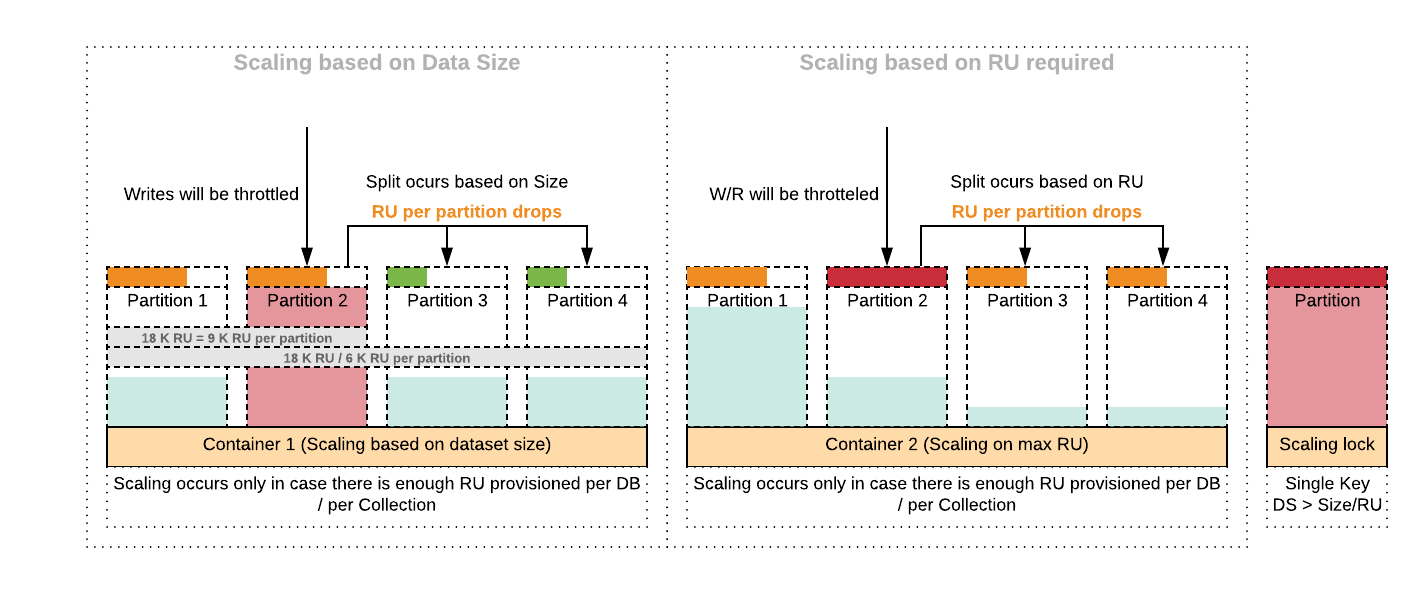 Scaling based on Data Size
Scaling based on RU required
Writes will be throttled
Split ocurs based on Size
RU per partition drops
W/R will be throtteled
Split ocurs based on RU
RU per partition drops
Partition 1
Partition 2
Partition 3
Partition 4
Partition 1
Partition 2
Partition 3
Partition 4
Partition
18 K RU = 9 K RU per partition
18 K RU / 6 K RU per partition
Container 1 (Scaling based on dataset size)
Container 2 (Scaling on max RU)
Scaling lock
Scaling occurs only in case there is enough RU provisioned per DB
/ per Collection
Scaling occurs only in case there is enough RU provisioned per DB
/ per Collection
Single Key
DS > Size/RU